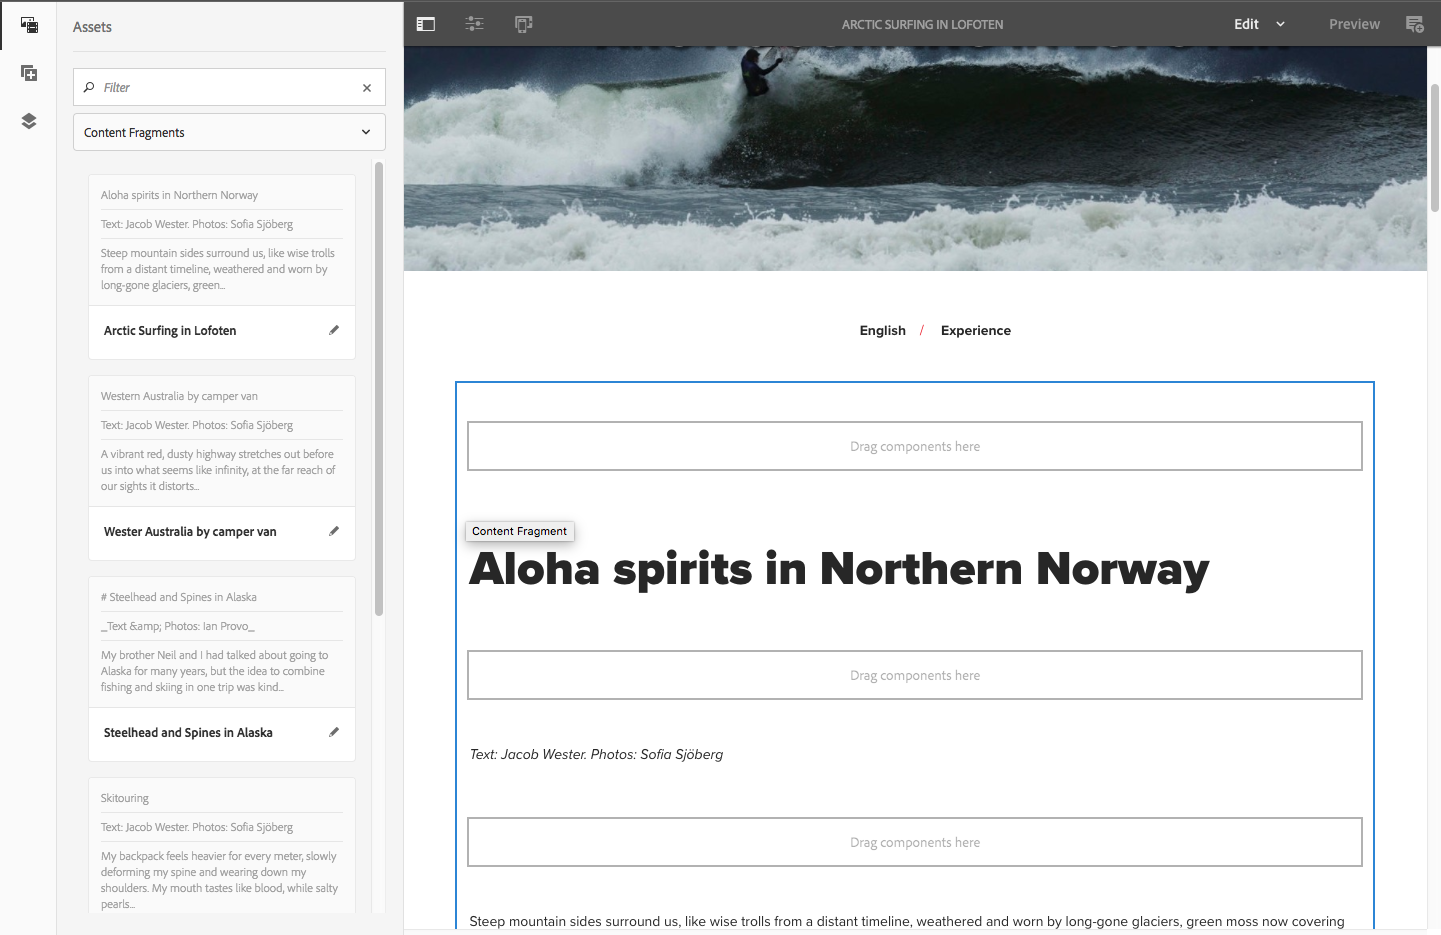 Assets
Filter
Content Fragments
Aloha spirits in Northern Norway
Text: Jacob Wester. Photos: Sofia Sjöberg
Steep mountain sides surround us, like wise trolls
from a distant timeline, weathered and worn by
long-gone glaciers, green...
Arctic Surfing in Lofoten
Western Australia by camper van
Text: Jacob Wester. Photos: Sofia Sjöberg
A vibrant red, dusty highway stretches out before
us into what seems like infinity, at the far reach of
our sights it distorts...
Wester Australia by camper van
# Steelhead and Spines in Alaska
_Text &amp; Photos: Ian Provo_
My brother Neil and I had talked about going to
Alaska for many years, but the idea to combine
fishing and skiing in one trip was kind...
Steelhead and Spines in Alaska
Skitouring
Text: Jacob Wester. Photos: Sofia Sjöberg
My backpack feels heavier for every meter, slowly
deforming my spine and wearing down my
shoulders. My mouth tastes like blood, while salty
pearls...
ARCTIC SURFING IN LOFOTEN
Edit
Preview
English / Experience
Drag components here
Content Fragment
Aloha spirits in Northern Norway
Drag components here
Text: Jacob Wester. Photos: Sofia Sjöberg
Drag components here
Steep mountain sides surround us, like wise trolls from a distant timeline, weathered and worn by long-gone glaciers, green moss now covering